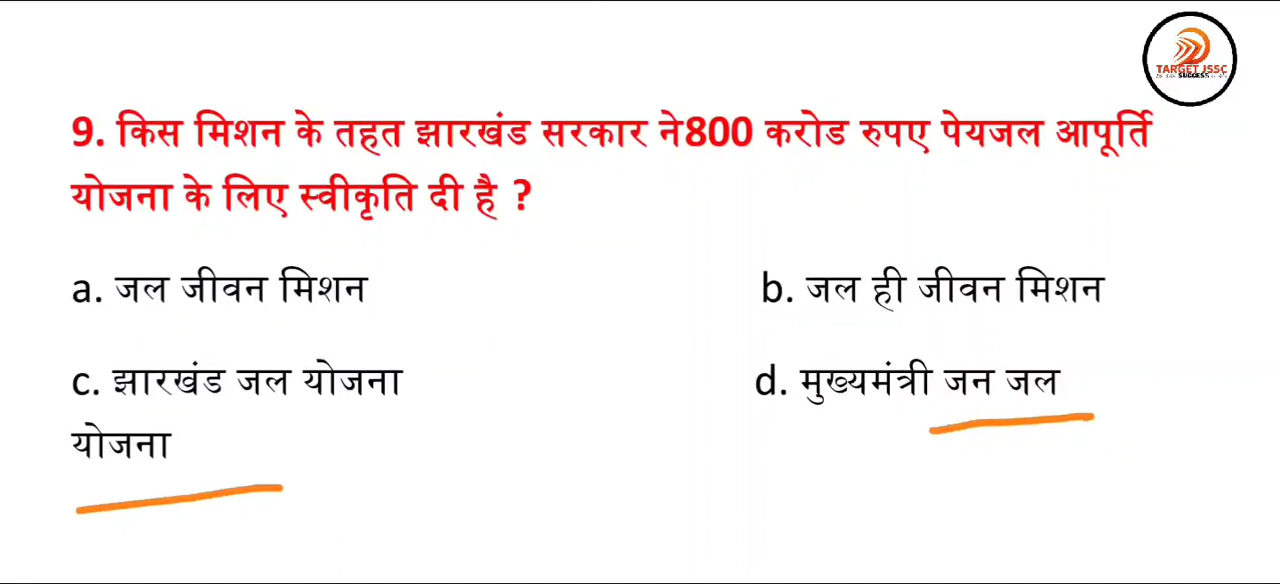 TARGET JSSC
9. किस मिशन के तहत झारखंड सरकार ने800 करोड रुपए पेयजल आपूर्ति
योजना के लिए स्वीकृति दी है ?
a. जल जीवन मिशन b. जल ही जीवन मिशन
c. झारखंड जल योजना d. मुख्यमंत्री जन जल
योजना